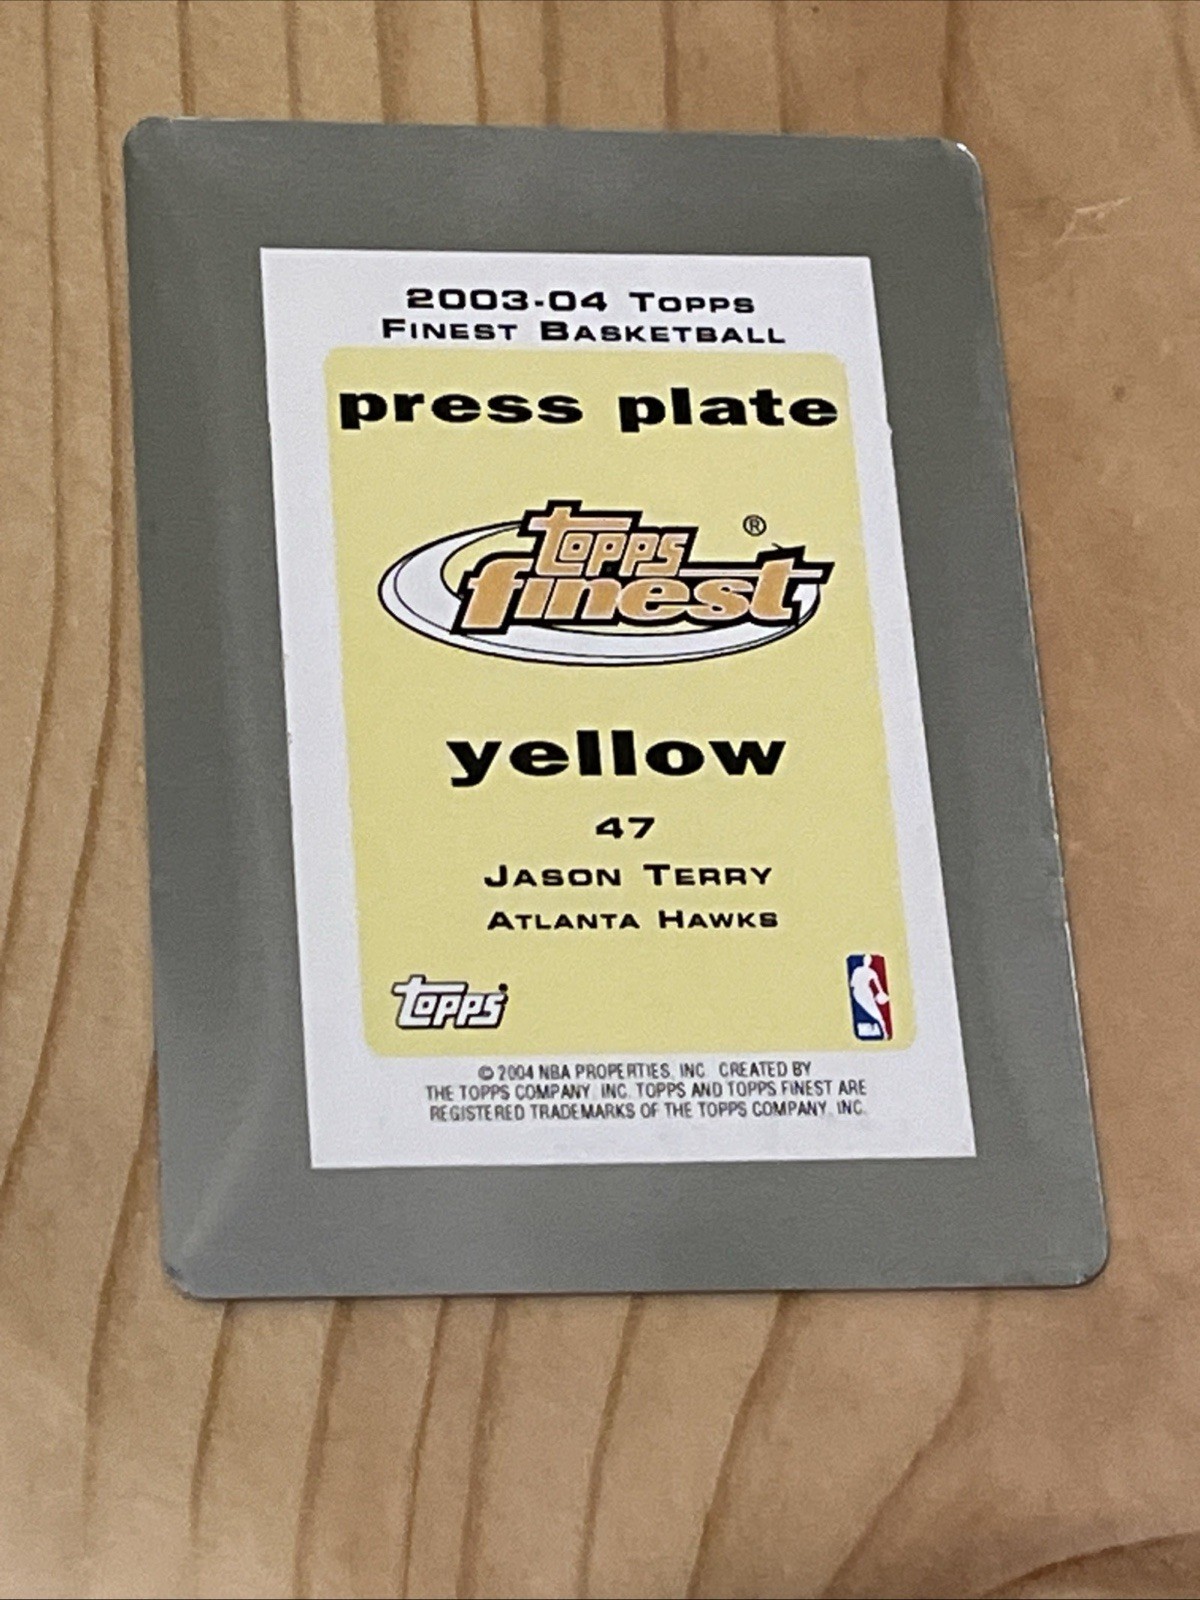 2003-04 Topps
Finest Basketball
press plate
topps ®
finest
yellow
47
Jason Terry
Atlanta Hawks
topps
NBA
© 2004 NBA PROPERTIES, INC. CREATED BY
THE TOPPS COMPANY, INC. TOPPS AND TOPPS FINEST ARE
REGISTERED TRADEMARKS OF THE TOPPS COMPANY, INC.